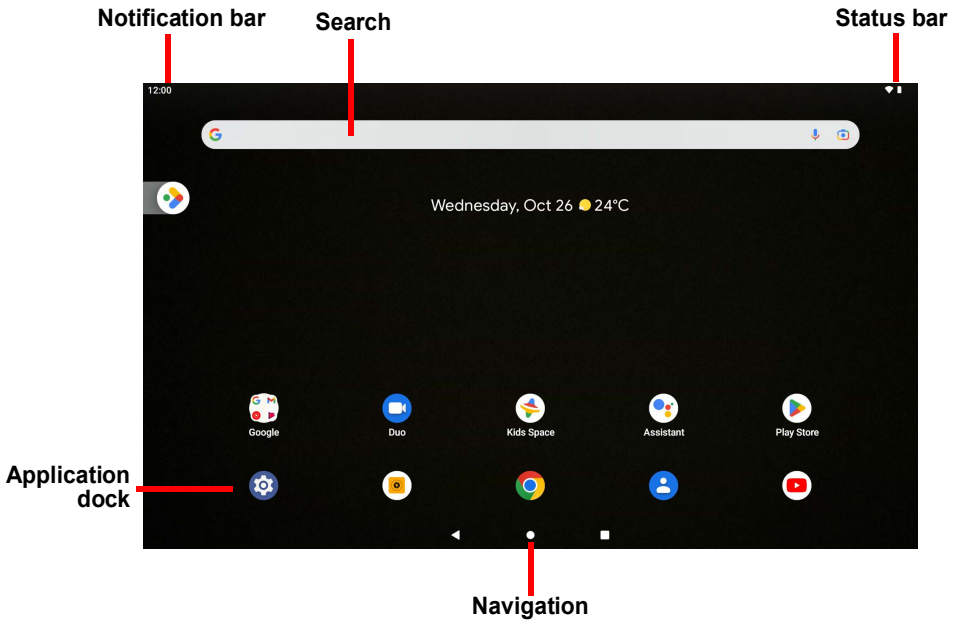 Notification bar
Search
Status bar
12:00
Wednesday, Oct 26 24°C
Google
Duo
Kids Space
Assistant
Play Store
Application
dock
Navigation